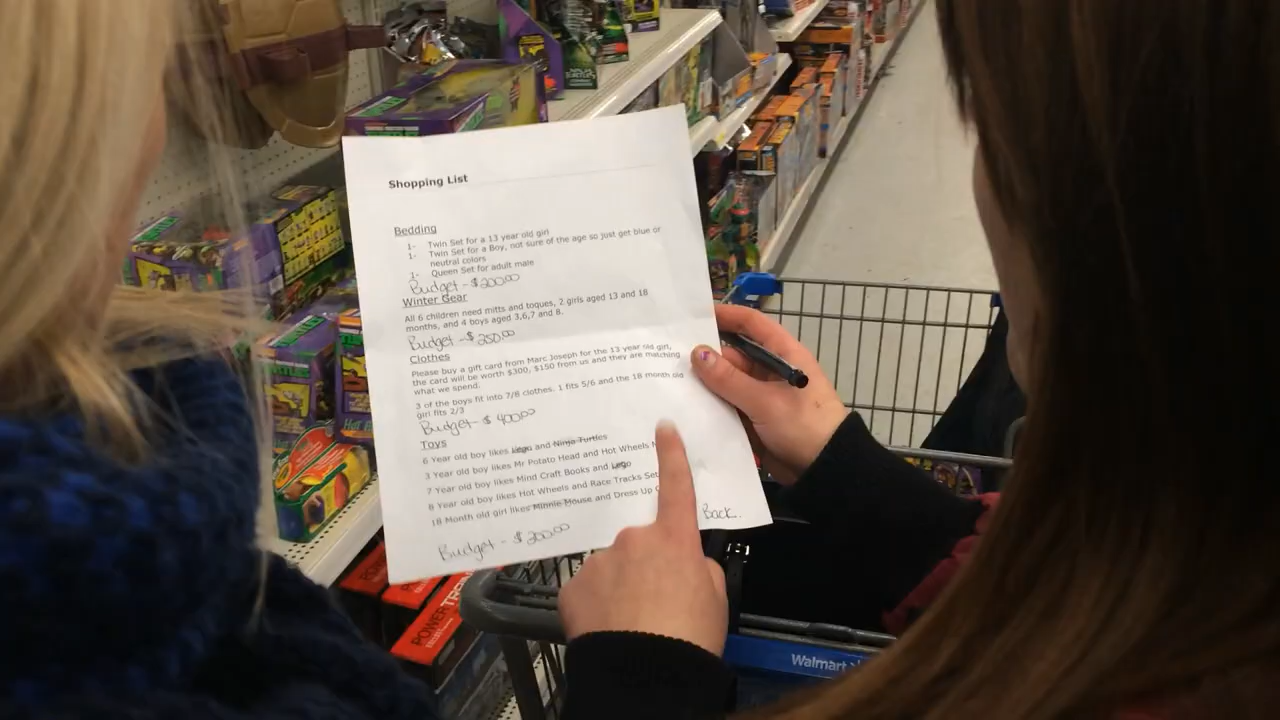 Shopping List
Bedding
1- Twin Set for a 13 year old girl
1- Twin Set for a Boy, not sure of the age so just get blue or
neutral colors
1- Queen Set for adult male
Budget - $200.00
Winter Gear
All 6 children need mitts and toques, 2 girls aged 13 and 18
months, and 4 boys aged 3,6,7 and 8.
Budget - $250.00
Clothes
Please buy a gift card from Marc Joseph for the 13 year old girl,
the card will be worth $300, $150 from us and they are matching
what we spend.
3 of the boys fit into 7/8 clothes. 1 fits 5/6 and the 18 month old
girl fits 2/3
Budget - $400.00
Toys
6 Year old boy likes Lego and Ninja Turtles
3 Year old boy likes Mr Potato Head and Hot Wheels
7 Year old boy likes Mind Craft Books and Lego
8 Year old boy likes Hot Wheels and Race Tracks Set
18 Month old girl likes Minnie Mouse and Dress Up
Back.
Budget - $200.00
TURTLES
POWER
Walmart